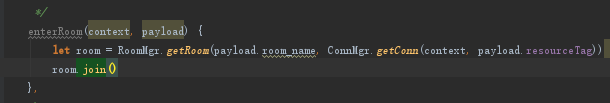 */
enterRoom(context, payload) {
let room = RoomMgr.getRoom(payload.room_name, ConnMgr.getConn(context, payload.resourceTag))
room.join()
},